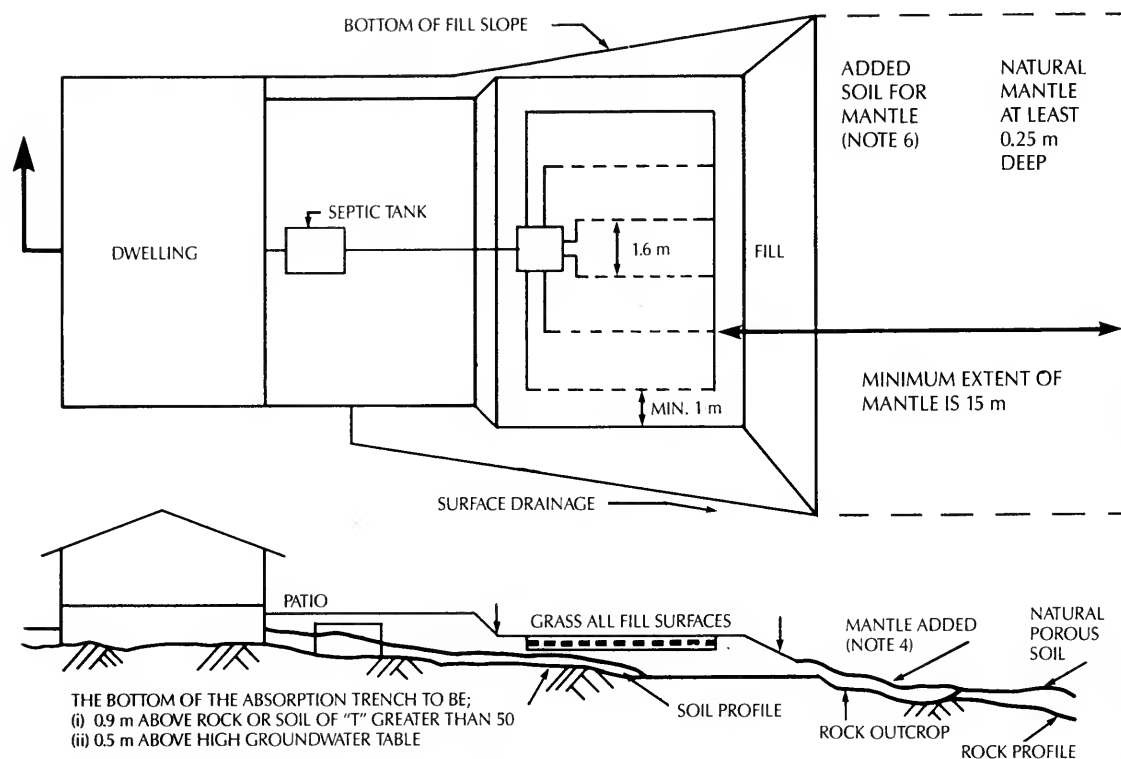 BOTTOM OF FILL SLOPE
ADDED
SOIL FOR
MANTLE
(NOTE 6)
NATURAL
MANTLE
AT LEAST
0.25 m
DEEP
SEPTIC TANK
DWELLING
1.6 m
FILL
MINIMUM EXTENT OF
MANTLE IS 15 m
MIN. 1 m
SURFACE DRAINAGE
PATIO
GRASS ALL FILL SURFACES
MANTLE ADDED
(NOTE 4)
NATURAL
POROUS
SOIL
THE BOTTOM OF THE ABSORPTION TRENCH TO BE;
(i) 0.9 m ABOVE ROCK OR SOIL OF "T" GREATER THAN 50
(ii) 0.5 m ABOVE HIGH GROUNDWATER TABLE
SOIL PROFILE
ROCK OUTCROP
ROCK PROFILE